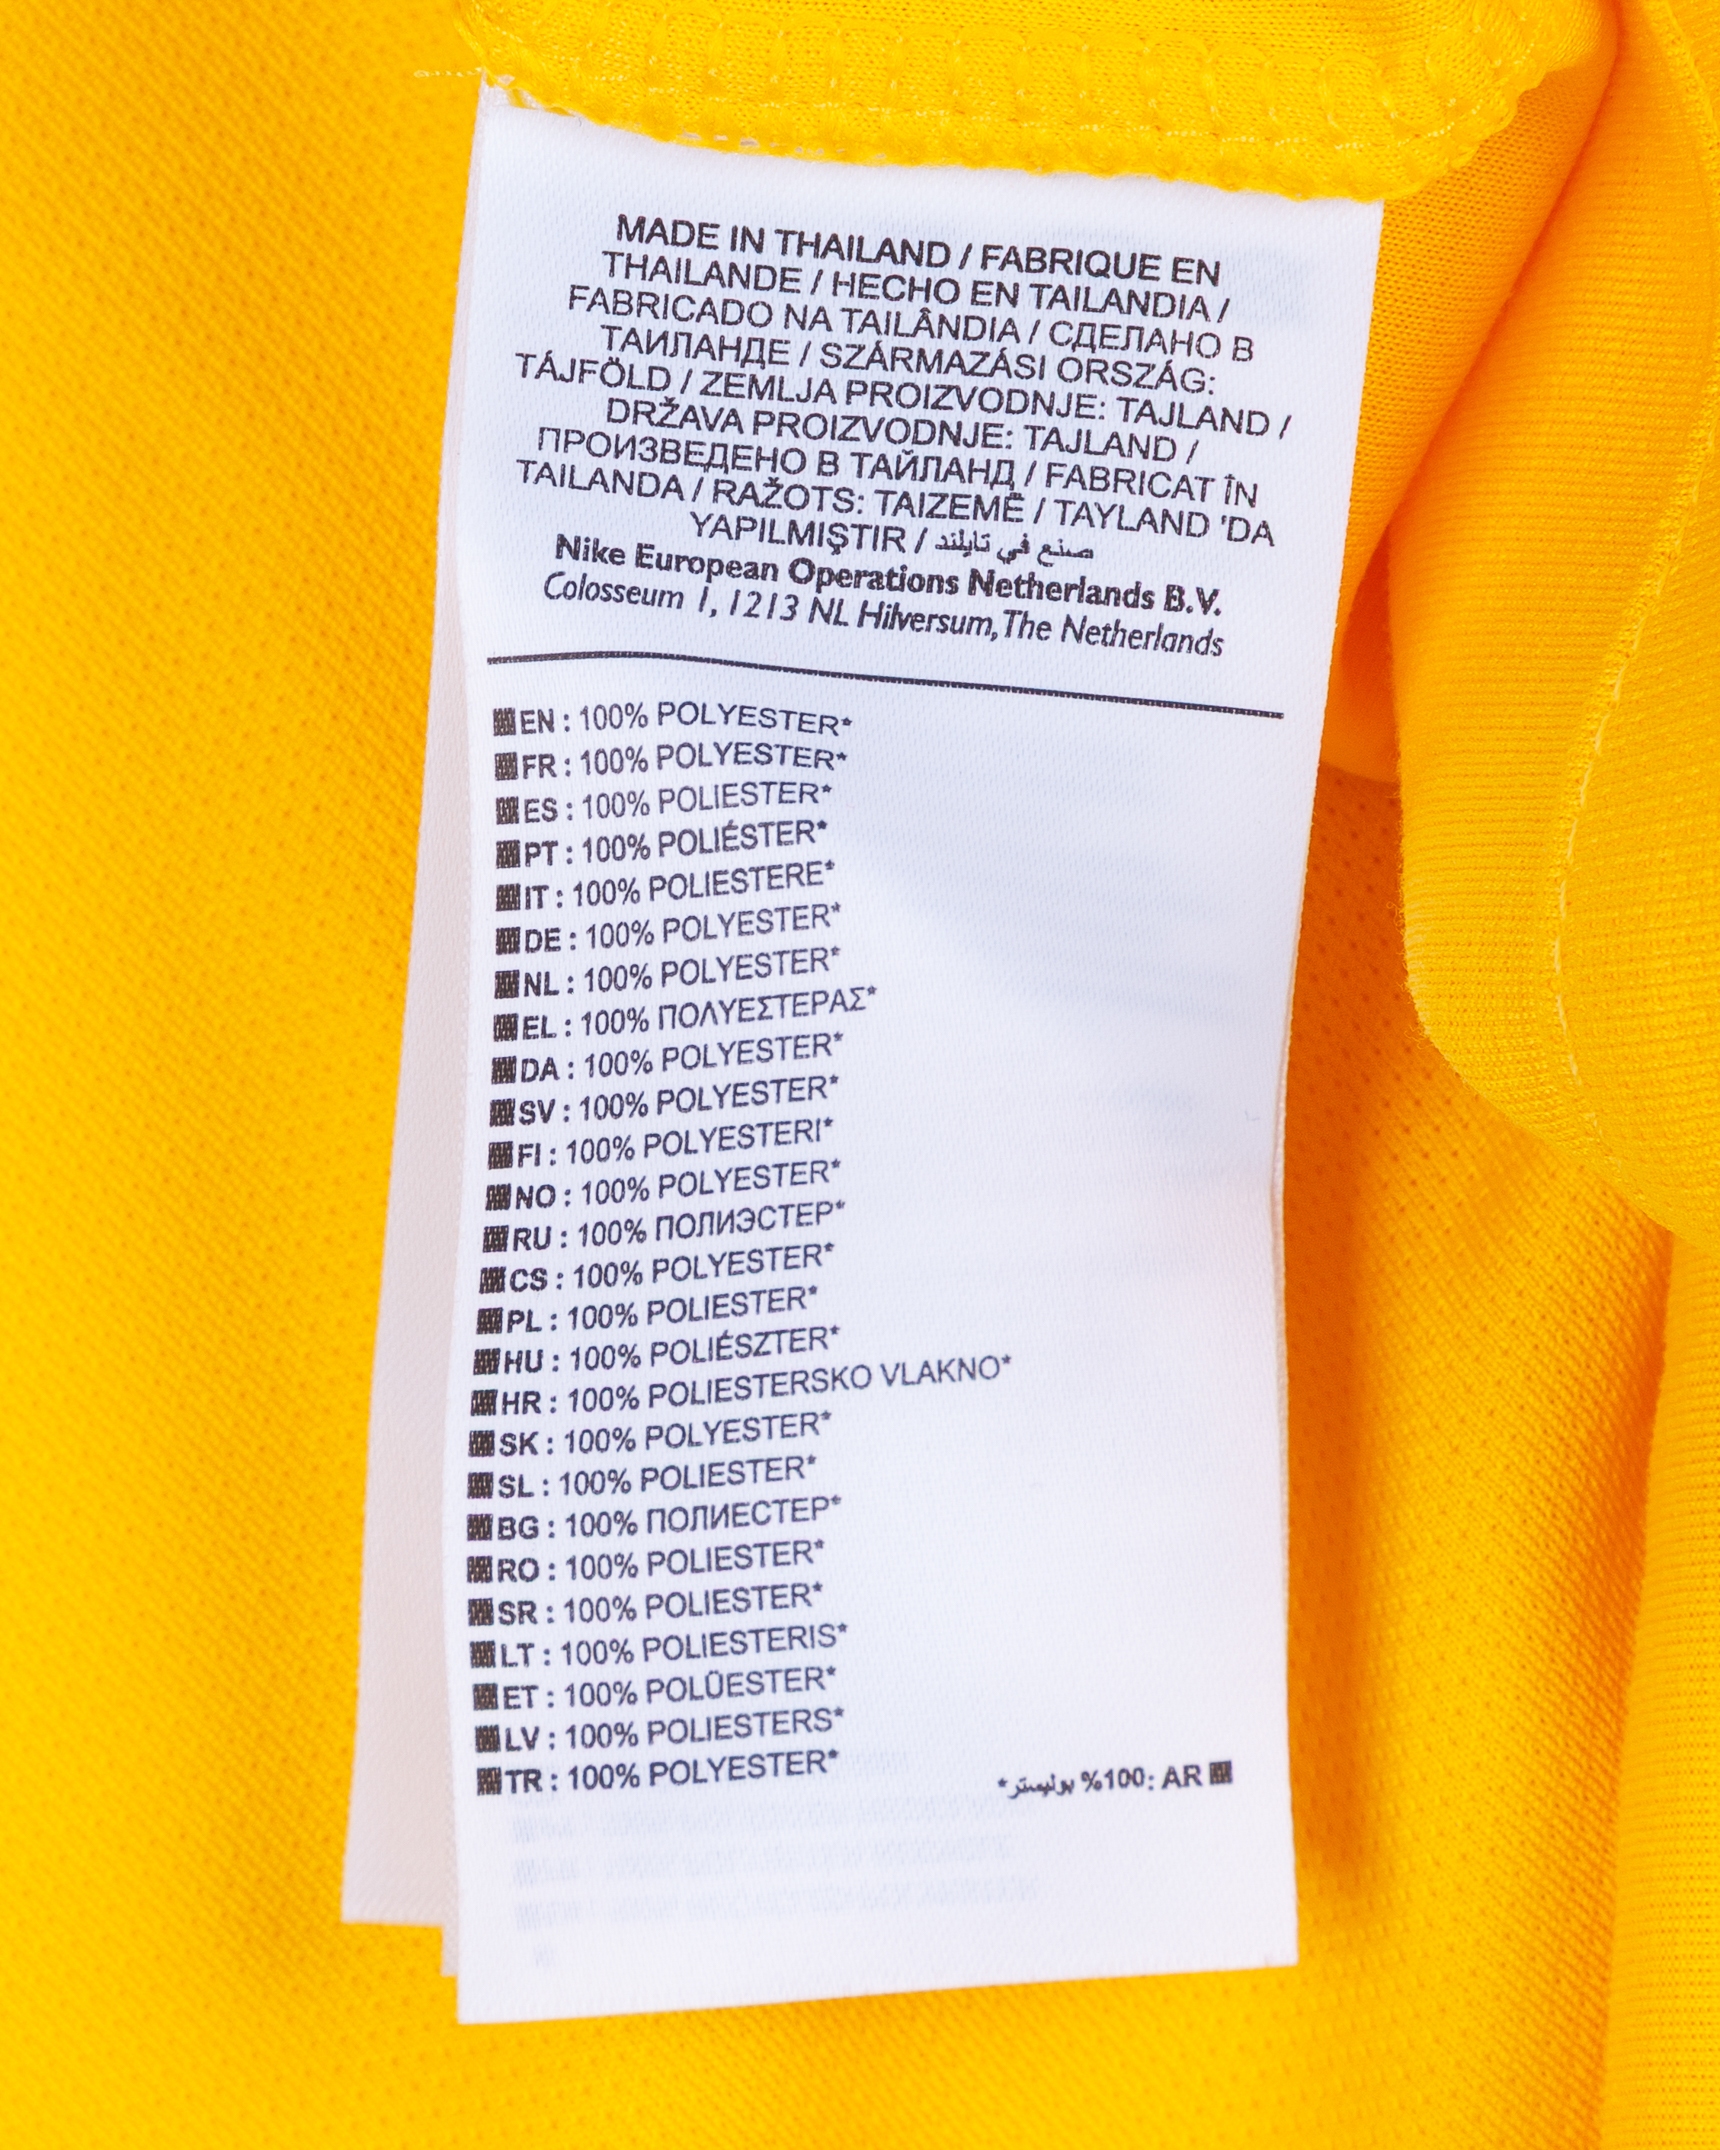 MADE IN THAILAND / FABRIQUE EN
THAILANDE / HECHO EN TAILANDIA /
FABRICADO NA TAILÂNDIA / СДЕЛАНО В
ТАИЛАНДЕ / SZÁRMAZÁSI ORSZÁG:
TÁJFÖLD / ZEMLJA PROIZVODNJE: TAJLAND /
DRŽAVA PROIZVODNJE: TAJLAND /
ПРОИЗВЕДЕНО В ТАЙЛАНД / FABRICAT ÎN
TAILANDA / RAŽOTS: TAIZEMĒ / TAYLAND 'DA
YAPILMIŞTIR / صنع في تايلند
Nike European Operations Netherlands B.V.
Colosseum 1, 1213 NL Hilversum, The Netherlands
EN : 100% POLYESTER*
FR : 100% POLYESTER*
ES : 100% POLIESTER*
PT : 100% POLIÉSTER*
IT : 100% POLIESTERE*
DE : 100% POLYESTER*
NL : 100% POLYESTER*
EL : 100% ΠΟΛΥΕΣΤΕΡΑΣ*
DA : 100% POLYESTER*
SV : 100% POLYESTER*
FI : 100% POLYESTERI*
NO : 100% POLYESTER*
RU : 100% ПОЛИЭСТЕР*
CS : 100% POLYESTER*
PL : 100% POLIESTER*
HU : 100% POLIÉSZTER*
HR : 100% POLIESTERSKO VLAKNO*
SK : 100% POLYESTER*
SL : 100% POLIESTER*
BG : 100% ПОЛИЕСТЕР*
RO : 100% POLIESTER*
SR : 100% POLIESTER*
LT : 100% POLIESTERIS*
ET : 100% POLÜESTER*
LV : 100% POLIESTERS*
TR : 100% POLYESTER*
AR :100% بوليستر*